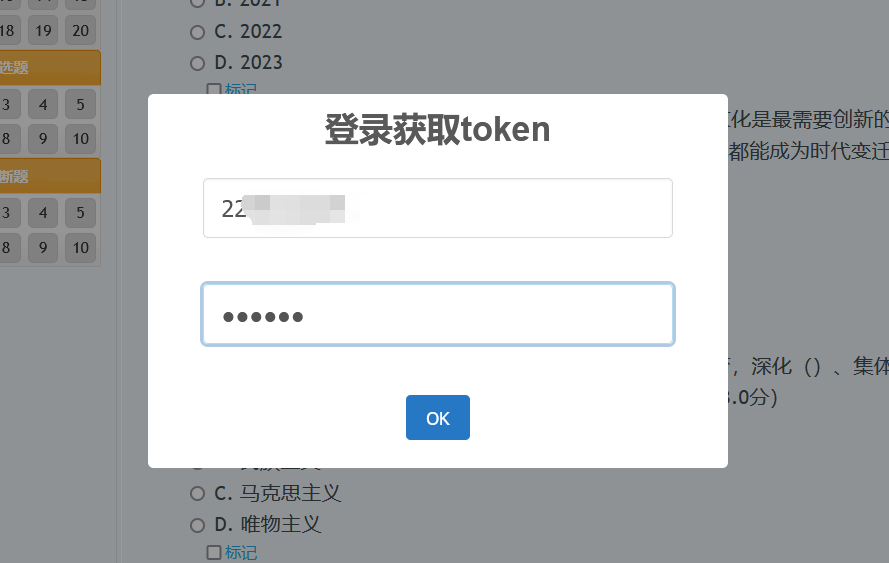 B. 2021
18 19 20
C. 2022
选题
D. 2023
标记
3 4 5
登录获取token
化是最需要创新的
8 9 10
都能成为时代变迁
断题
22
3 4 5
8 9 10
••••••
，深化（）、集体
.0分）
OK
C. 马克思主义
D. 唯物主义
标记